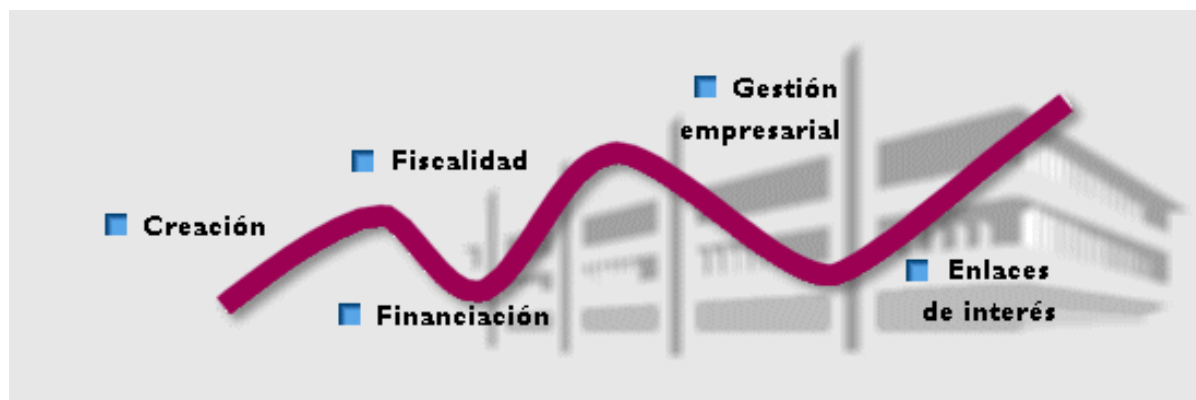 Gestión
empresarial
Fiscalidad
Creación
Enlaces
de interés
Financiación